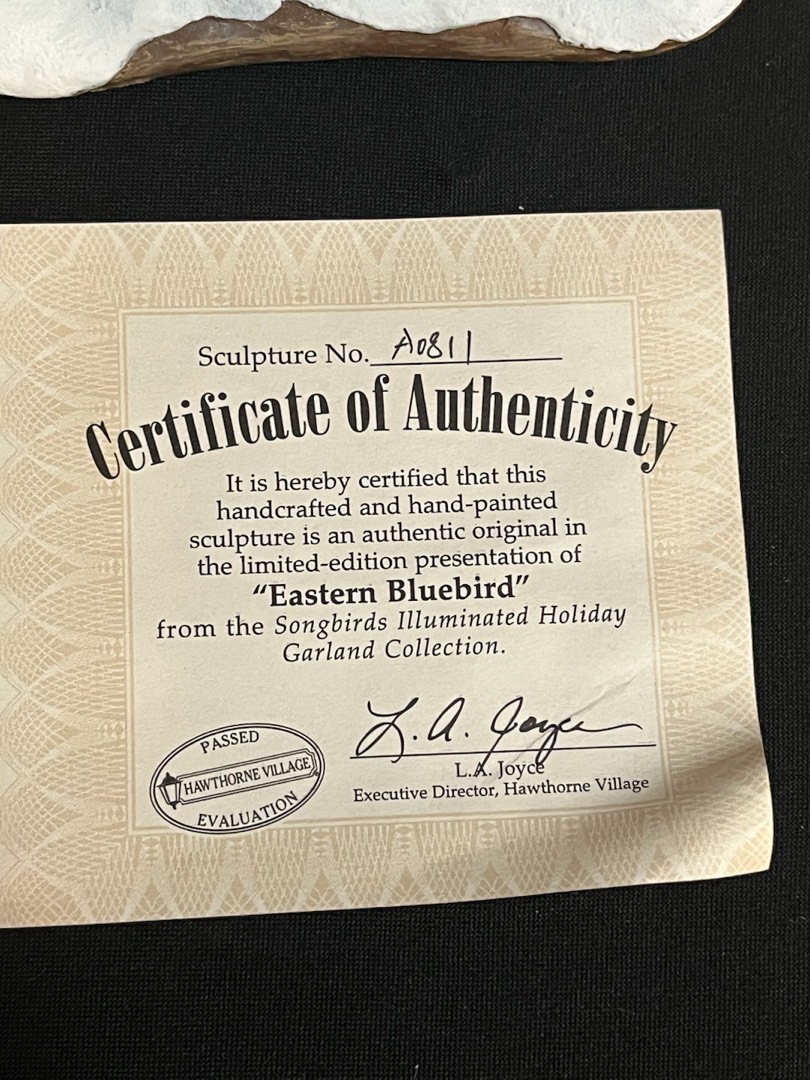 Sculpture No. A0811
Certificate of Authenticity
It is hereby certified that this
handcrafted and hand-painted
sculpture is an authentic original in
the limited-edition presentation of
“Eastern Bluebird”
from the Songbirds Illuminated Holiday
Garland Collection.
L.A. Joyce
L.A. Joyce
Executive Director, Hawthorne Village
PASSED
HAWTHORNE VILLAGE
EVALUATION